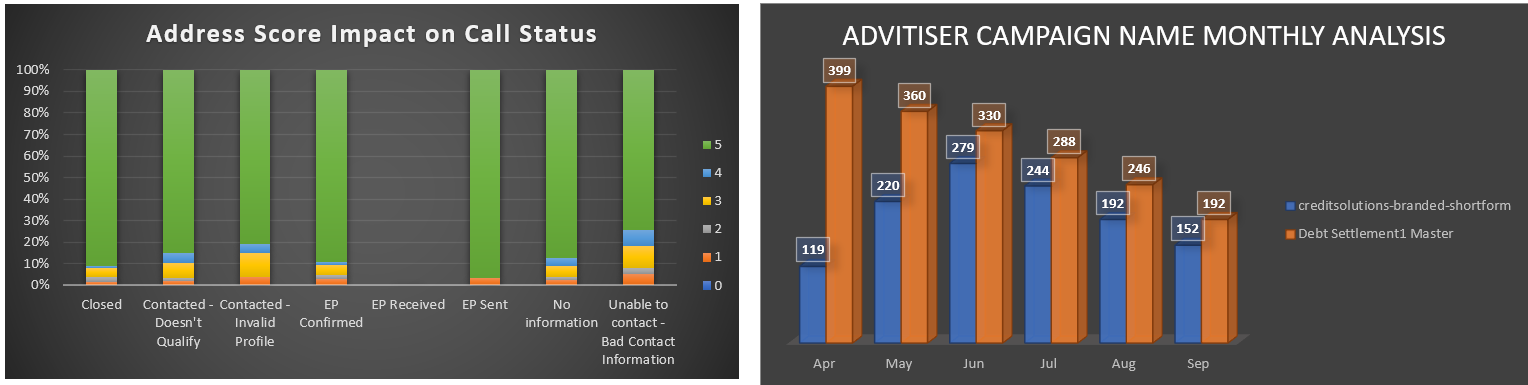 Address Score Impact on Call Status
100%
90%
80%
70%
60%
50%
40%
30%
20%
10%
0%
Closed
Contacted -
Doesn't
Qualify
Contacted -
Invalid
Profile
EP
Confirmed
EP Received
EP Sent
No
information
Unable to
contact -
Bad Contact
Information
5
4
3
2
1
0
ADVITISER CAMPAIGN NAME MONTHLY ANALYSIS
119
399
220
360
279
330
244
288
192
246
152
192
Apr
May
Jun
Jul
Aug
Sep
creditsolutions-branded-shortform
Debt Settlement1 Master